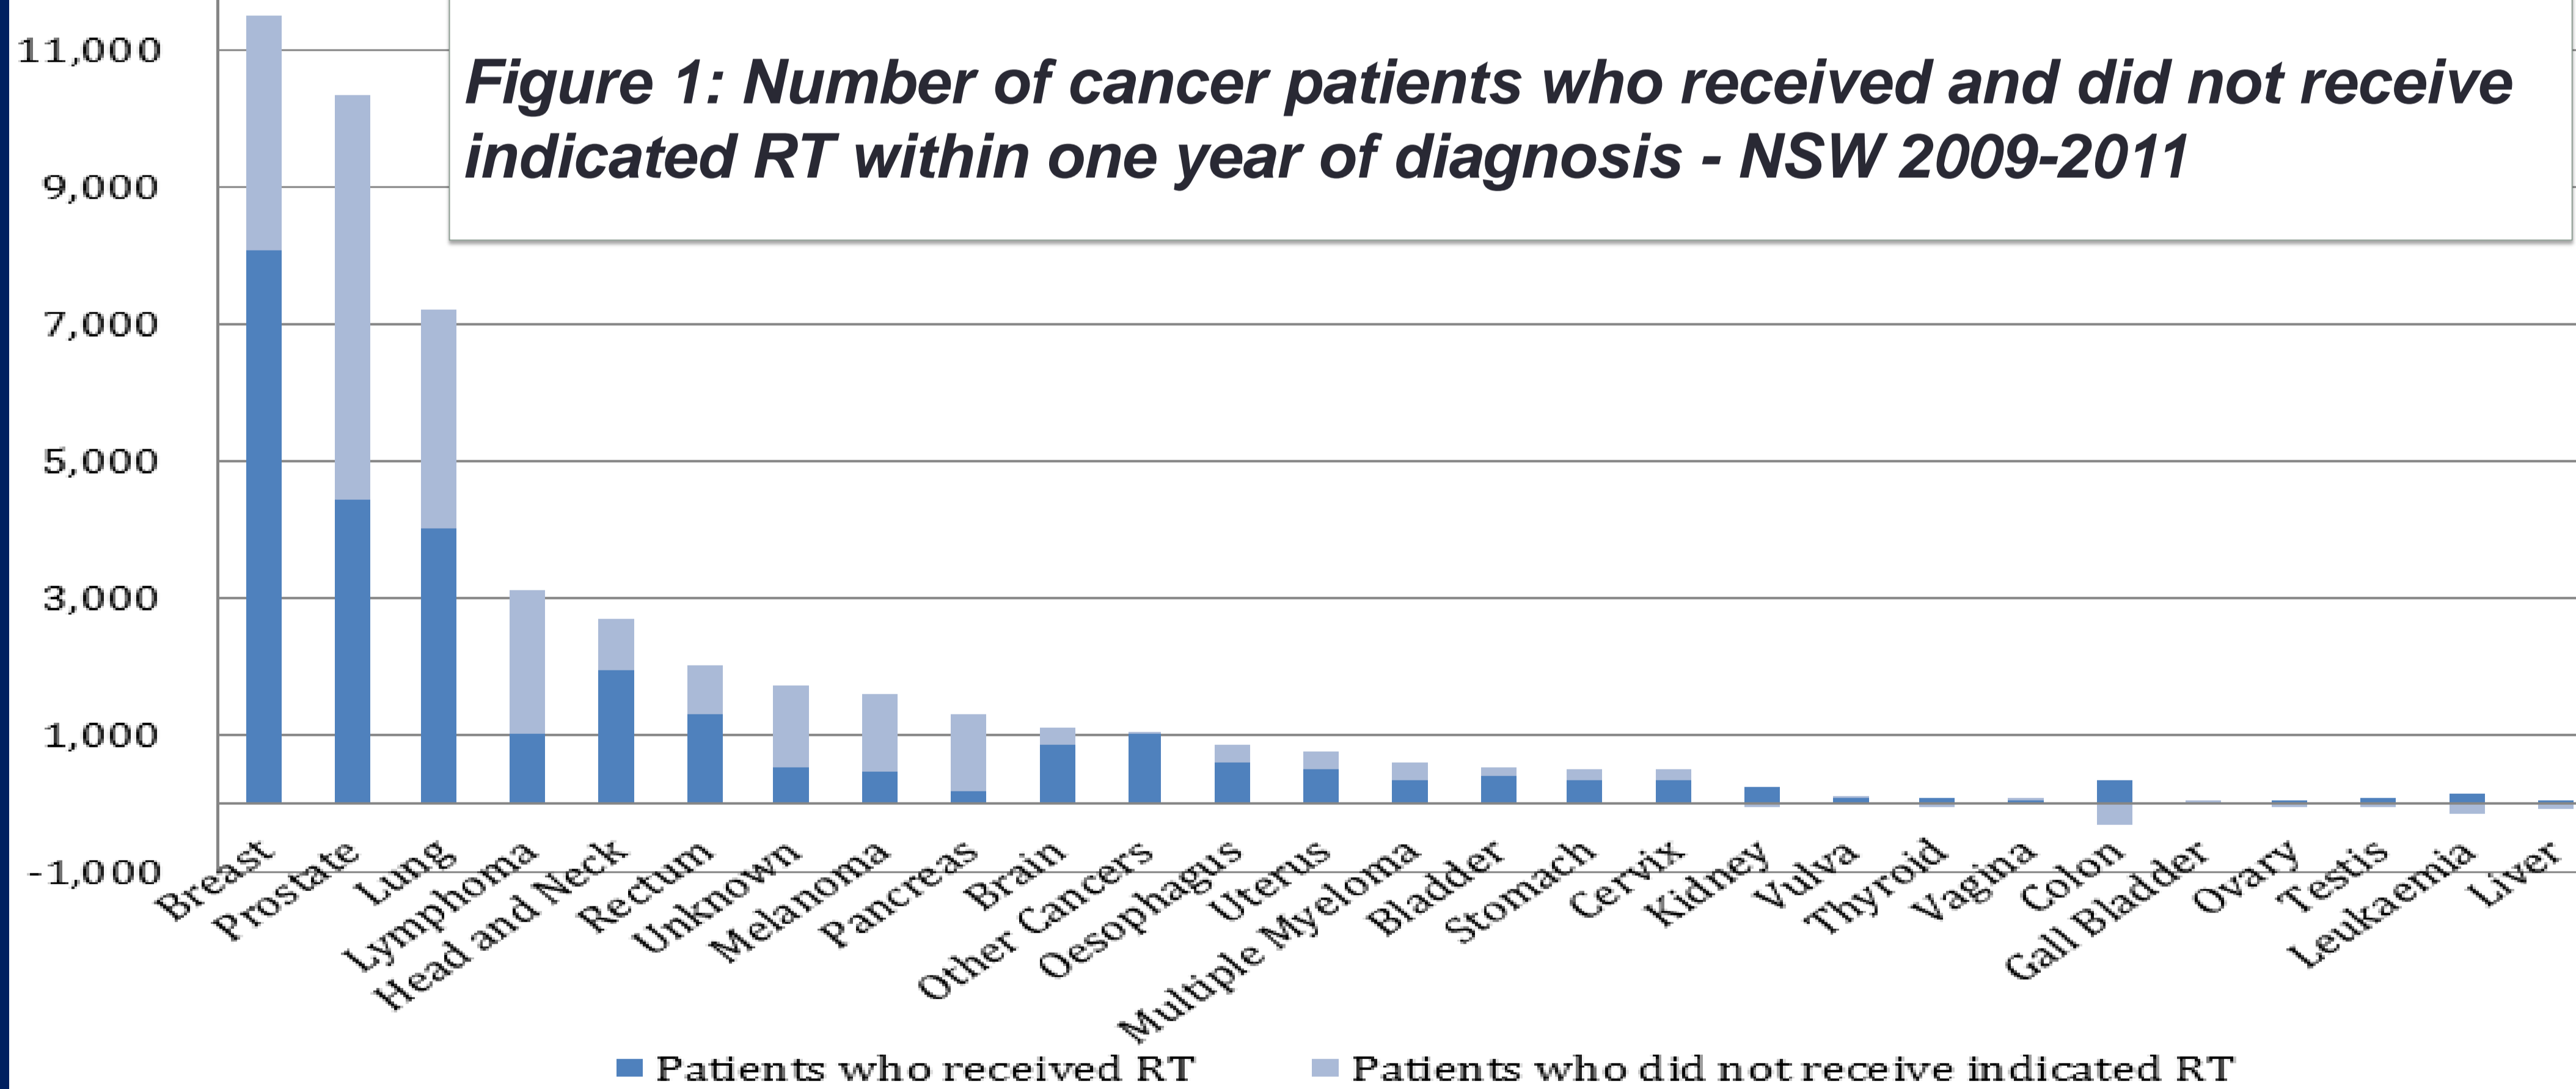 Figure 1: Number of cancer patients who received and did not receive
indicated RT within one year of diagnosis - NSW 2009-2011
11,000
9,000
7,000
5,000
3,000
1,000
-1,000
Breast
Prostate
Lung
Lymphoma
Head and Neck
Rectum
Unknown
Melanoma
Pancreas
Brain
Other Cancers
Oesophagus
Uterus
Multiple Myeloma
Bladder
Stomach
Cervix
Kidney
Vulva
Thyroid
Vagina
Colon
Gall Bladder
Ovary
Testis
Leukaemia
Liver
Patients who received RT
Patients who did not receive indicated RT